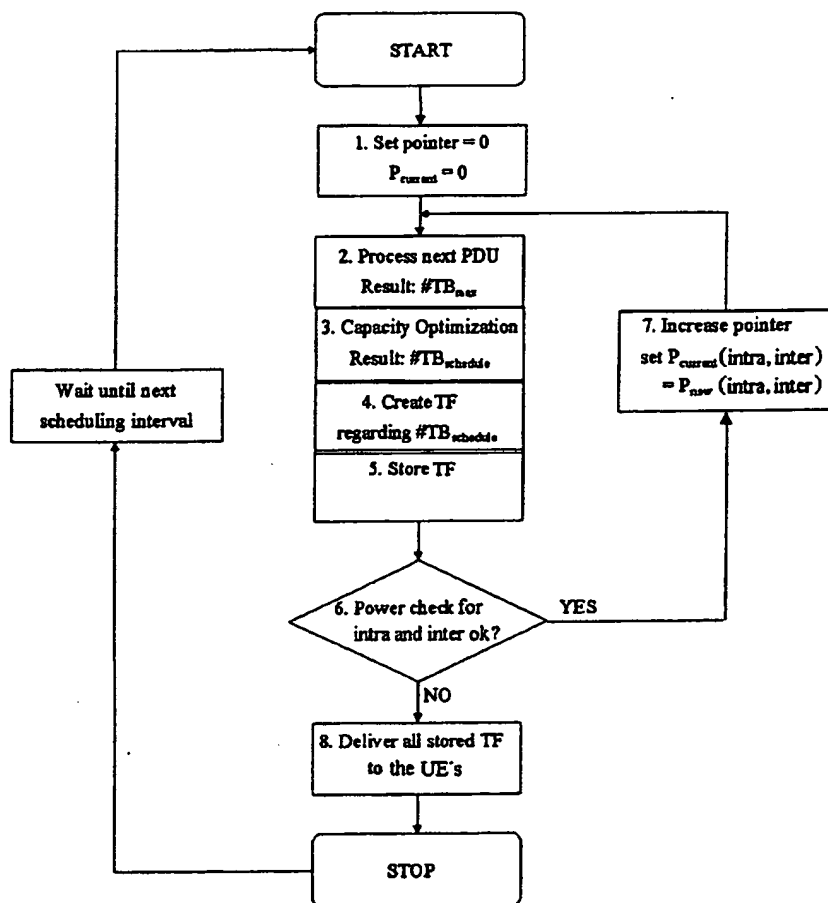 START
1. Set pointer = 0
P_current = 0
2. Process next PDU
Result: #TB_max
3. Capacity Optimization
Result: #TB_schedule
4. Create TF
regarding #TB_schedule
5. Store TF
6. Power check for
intra and inter ok?
YES
NO
7. Increase pointer
set P_current (intra, inter)
= P_new (intra, inter)
8. Deliver all stored TF
to the UE's
STOP
Wait until next
scheduling interval